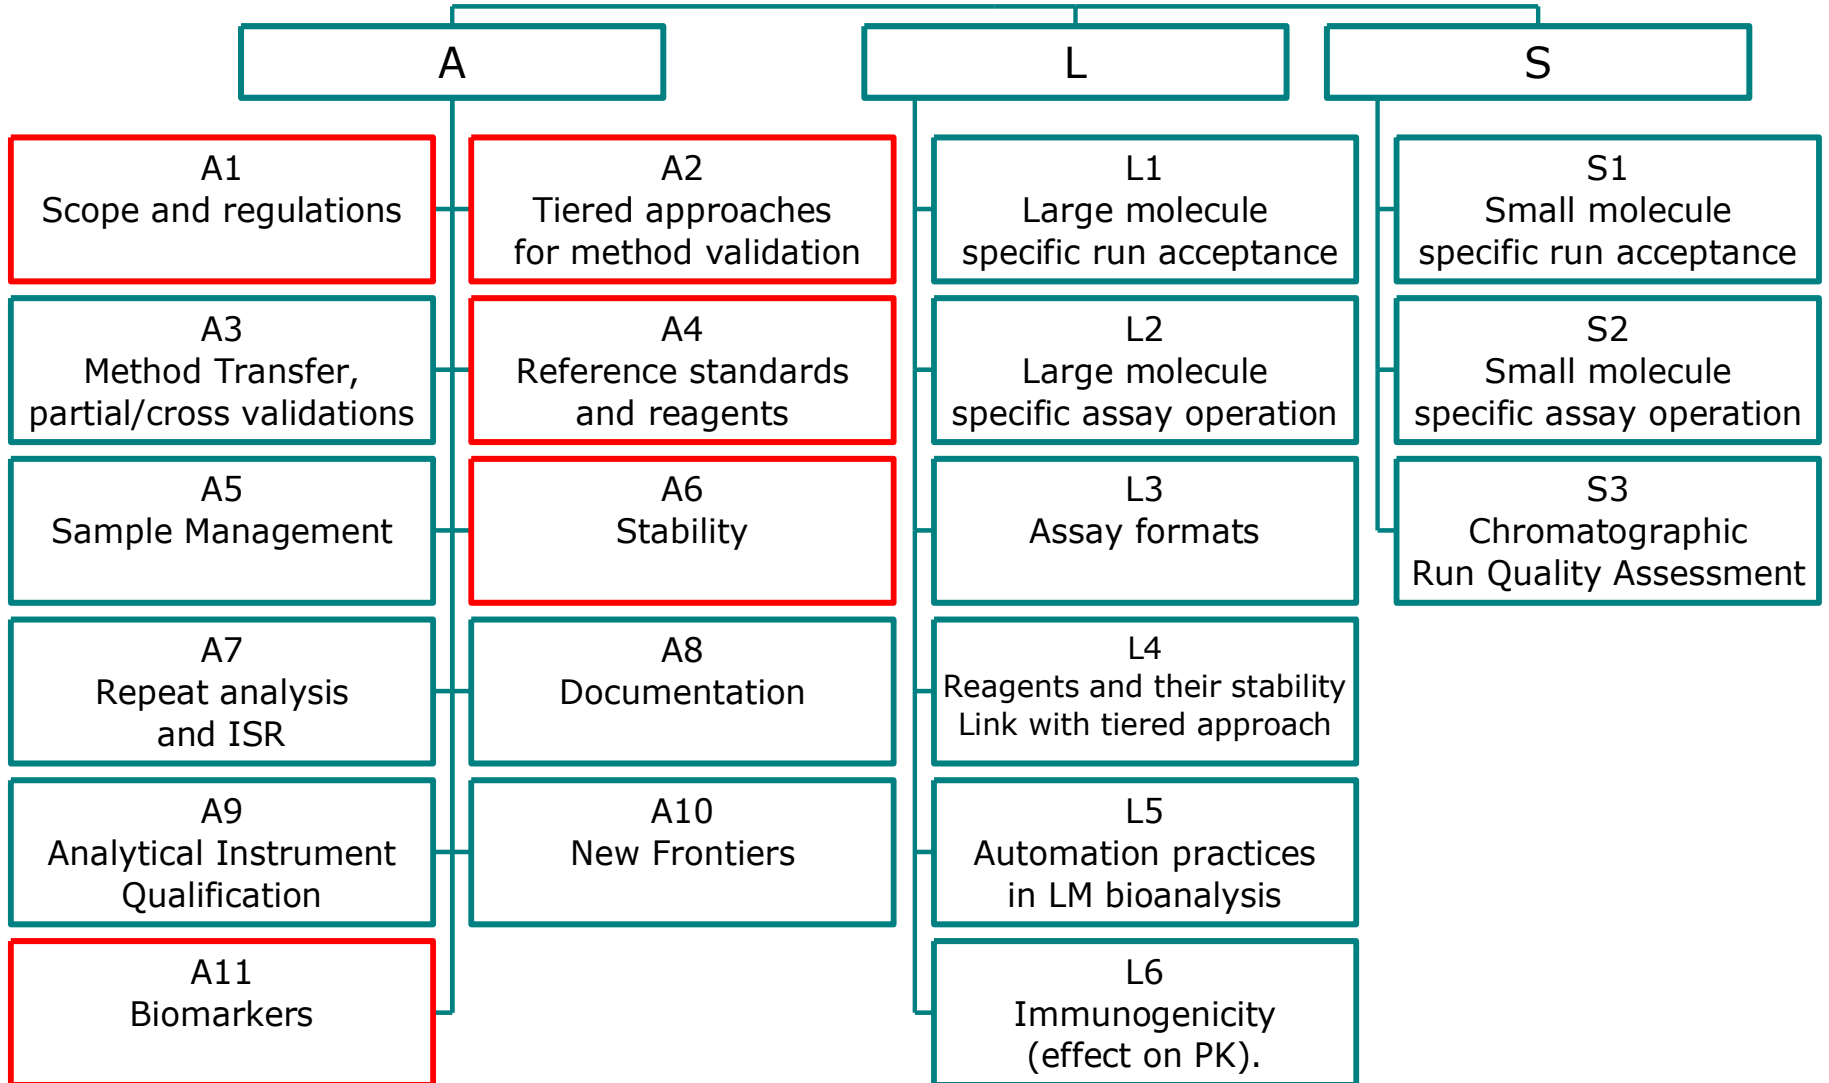 A
L
S
A1
Scope and regulations
A2
Tiered approaches
for method validation
L1
Large molecule
specific run acceptance
S1
Small molecule
specific run acceptance
A3
Method Transfer,
partial/cross validations
A4
Reference standards
and reagents
L2
Large molecule
specific assay operation
S2
Small molecule
specific assay operation
A5
Sample Management
A6
Stability
L3
Assay formats
S3
Chromatographic
Run Quality Assessment
A7
Repeat analysis
and ISR
A8
Documentation
L4
Reagents and their stability
Link with tiered approach
A9
Analytical Instrument
Qualification
A10
New Frontiers
L5
Automation practices
in LM bioanalysis
A11
Biomarkers
L6
Immunogenicity
(effect on PK).